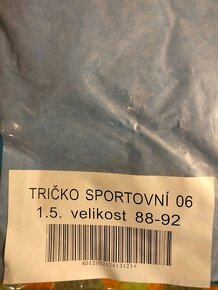 TRIČKO SPORTOVNÍ 06
1.5. velikost 88-92